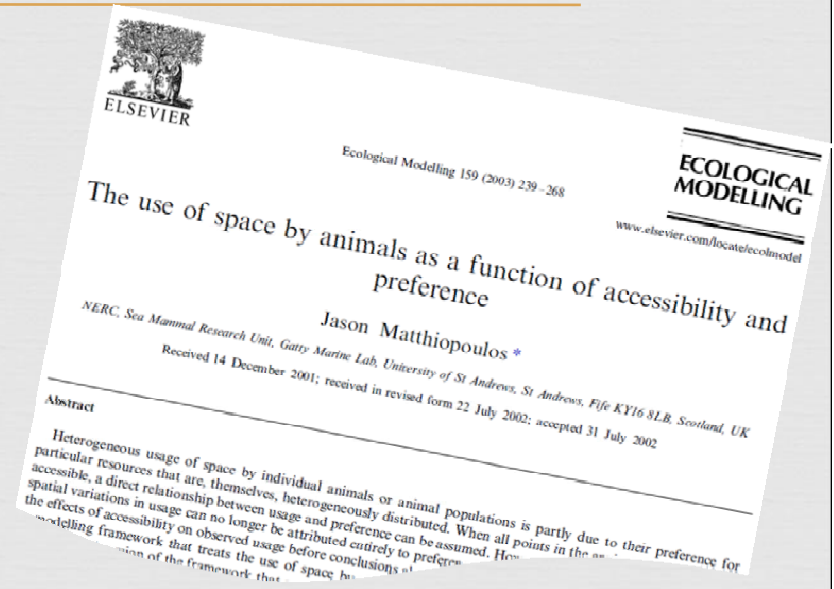 ELSEVIER
Ecological Modelling 159 (2003) 239-268
ECOLOGICAL
MODELLING
www.elsevier.com/locate/ecolmodel
The use of space by animals as a function of accessibility and
preference
Jason Matthiopoulos *
NERC, Sea Mammal Research Unit, Gatty Marine Lab, University of St Andrews, St Andrews, Fife KY16 8LB, Scotland, UK
Received 14 December 2001; received in revised form 22 July 2002; accepted 31 July 2002
Abstract
Heterogeneous usage of space by individual animals or animal populations is partly due to their preference for
particular resources that are, themselves, heterogeneously distributed. When all points in the
accessible, a direct relationship between usage and preference can be assumed.
spatial variations in usage can no longer be attributed entirely to
the effects of accessibility on observed usage before conclusions
modelling framework that treats the use of space
of the framework that